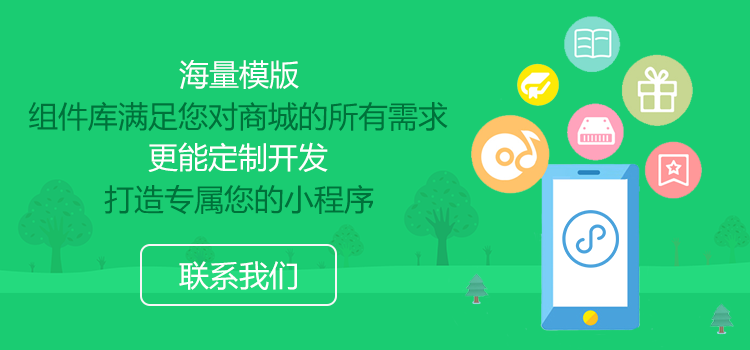 海量模版
组件库满足您对商城的所有需求
更能定制开发
打造专属您的小程序
联系我们